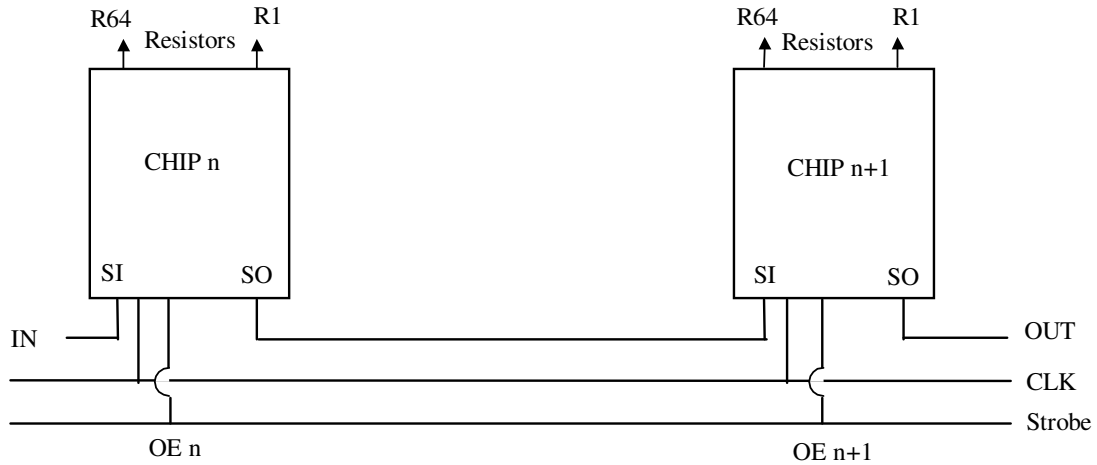 R64 R1 R64 R1
Resistors Resistors
CHIP n CHIP n+1
SI SO SI SO
IN OUT
CLK
Strobe
OE n OE n+1